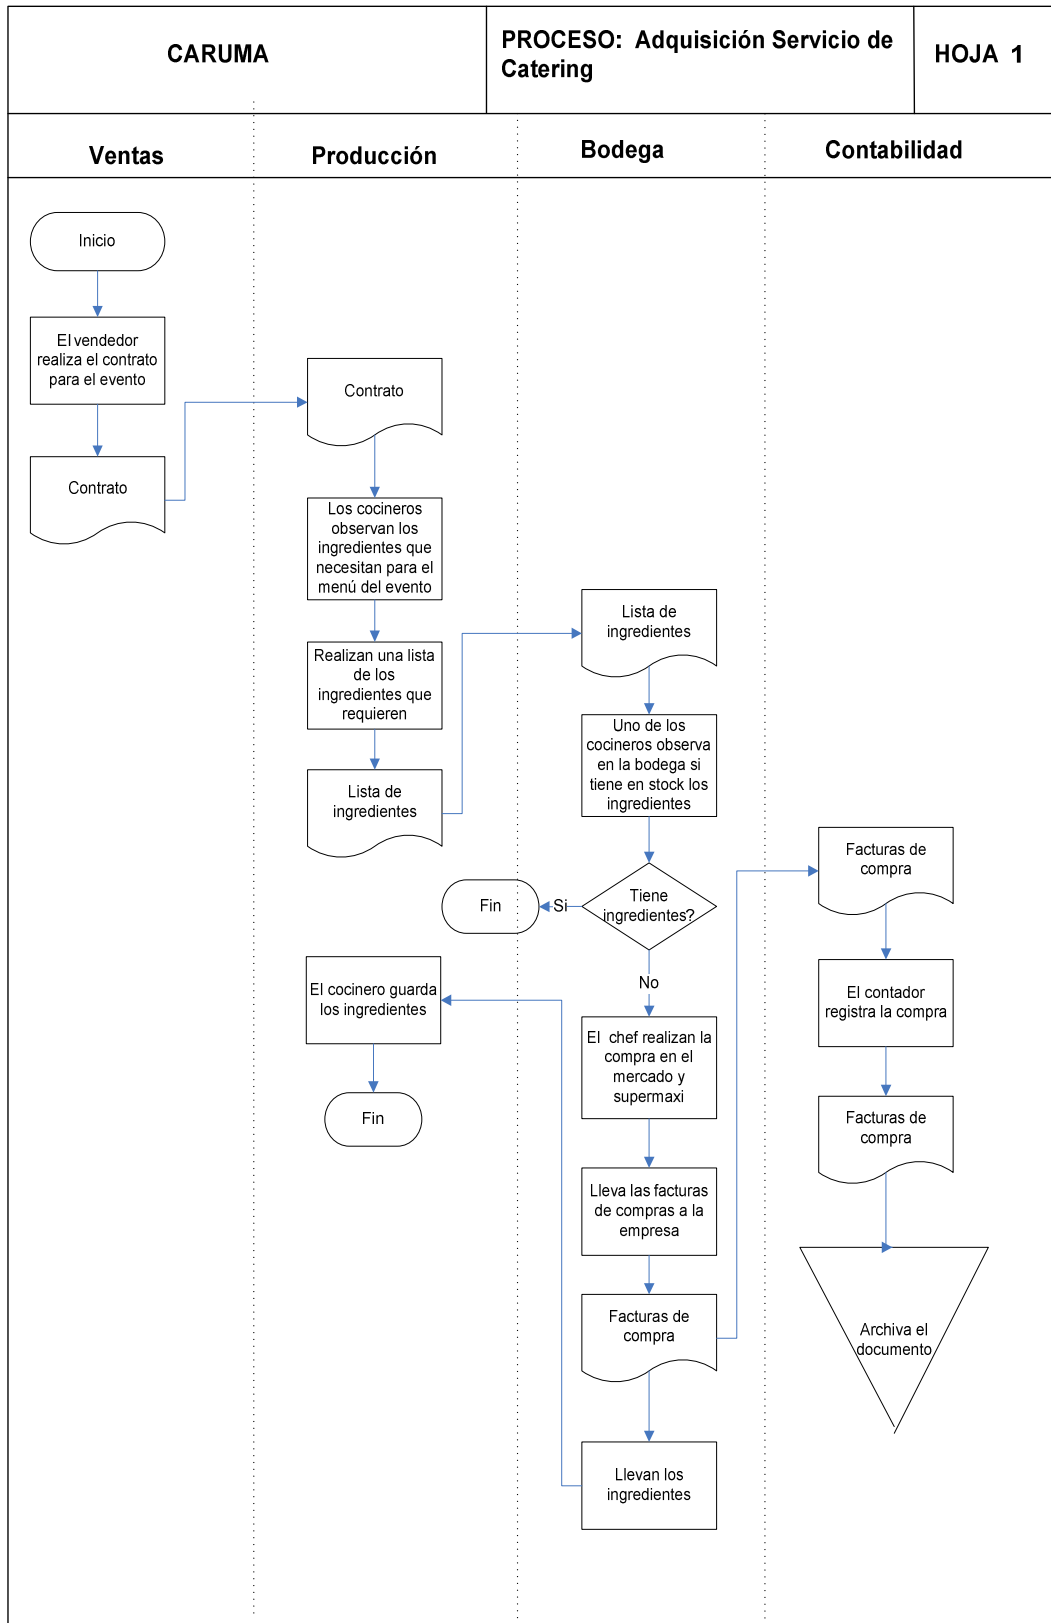 CARUMA
PROCESO: Adquisición Servicio de
Catering
HOJA 1
Ventas
Producción
Bodega
Contabilidad
Inicio
El vendedor
realiza el contrato
para el evento
Contrato
Contrato
Los cocineros
observan los
ingredientes que
necesitan para el
menú del evento
Realizan una lista
de los
ingredientes que
requieren
Lista de
ingredientes
Lista de
ingredientes
Uno de los
cocineros observa
en la bodega si
tiene en stock los
ingredientes
Tiene
ingredientes?
Si
Fin
No
El chef realizan la
compra en el
mercado y
supermaxi
Lleva las facturas
de compras a la
empresa
Facturas de
compra
Llevan los
ingredientes
El cocinero guarda
los ingredientes
Fin
Facturas de
compra
El contador
registra la compra
Facturas de
compra
Archiva el
documento